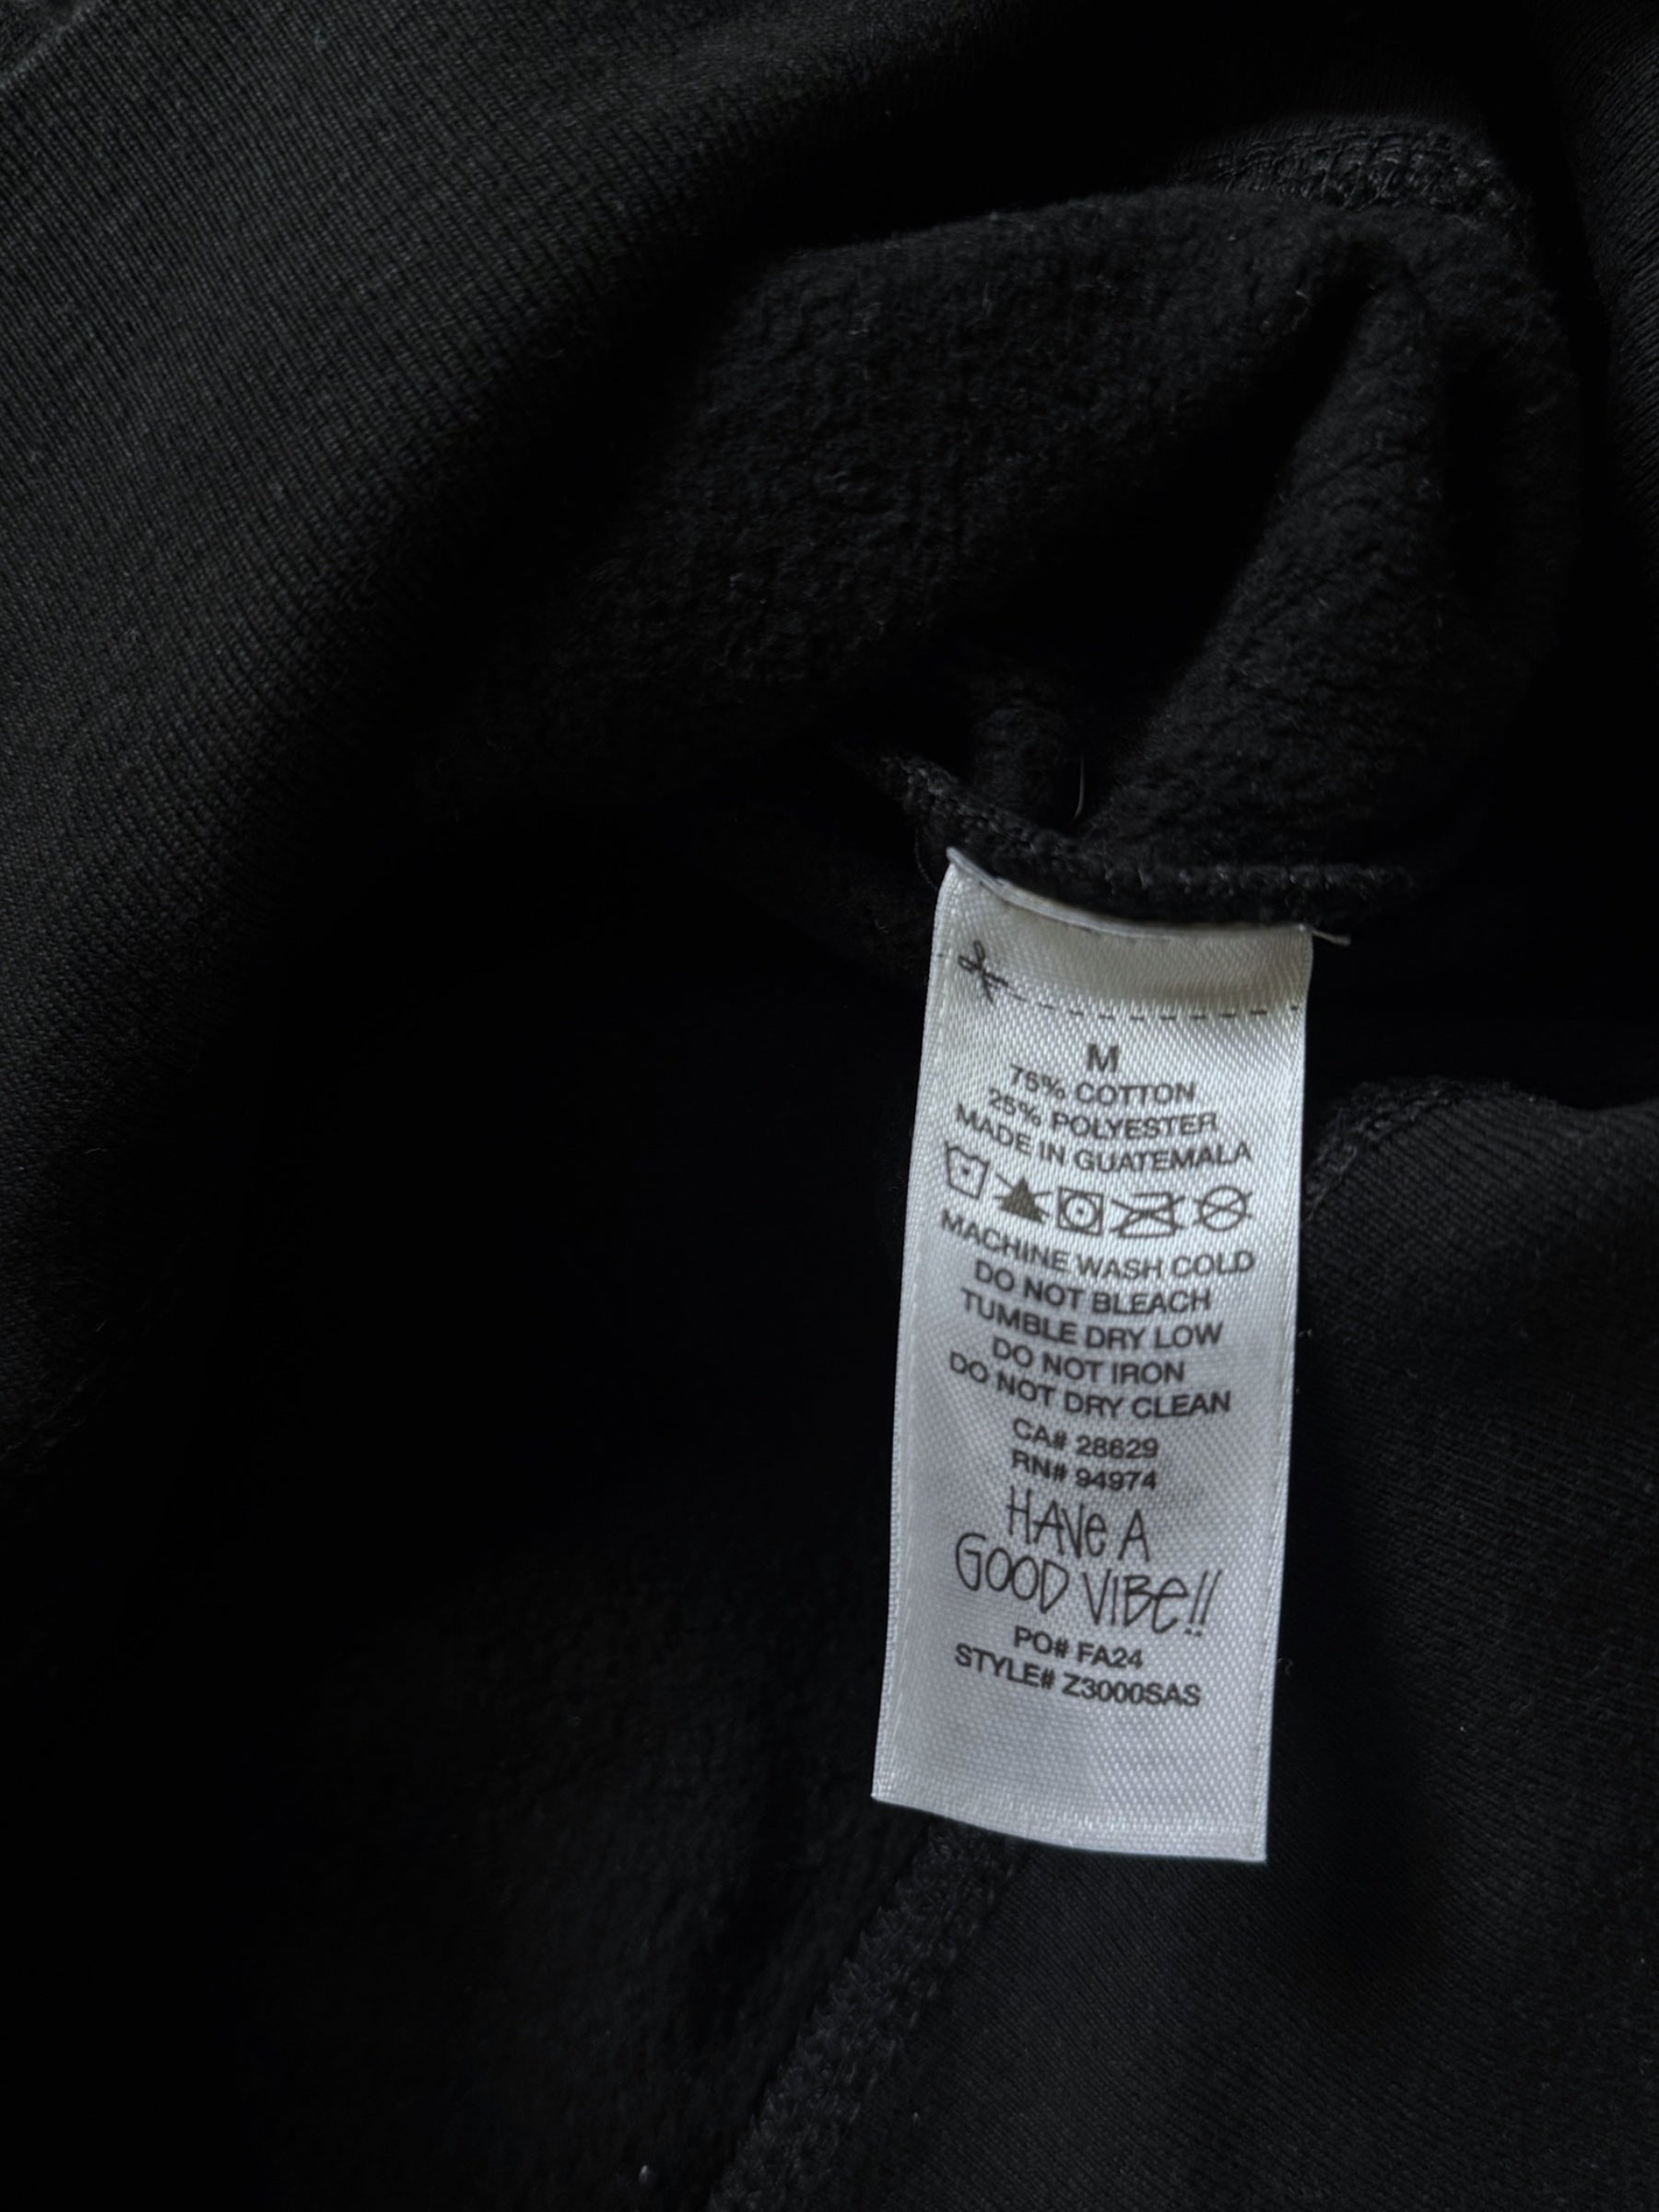 M
75% COTTON
25% POLYESTER
MADE IN GUATEMALA
MACHINE WASH COLD
DO NOT BLEACH
TUMBLE DRY LOW
DO NOT IRON
DO NOT DRY CLEAN
CA# 28629
RN# 94974
HAVe A
GOOD VIBe!!
PO# FA24
STYLE# Z3000SAS